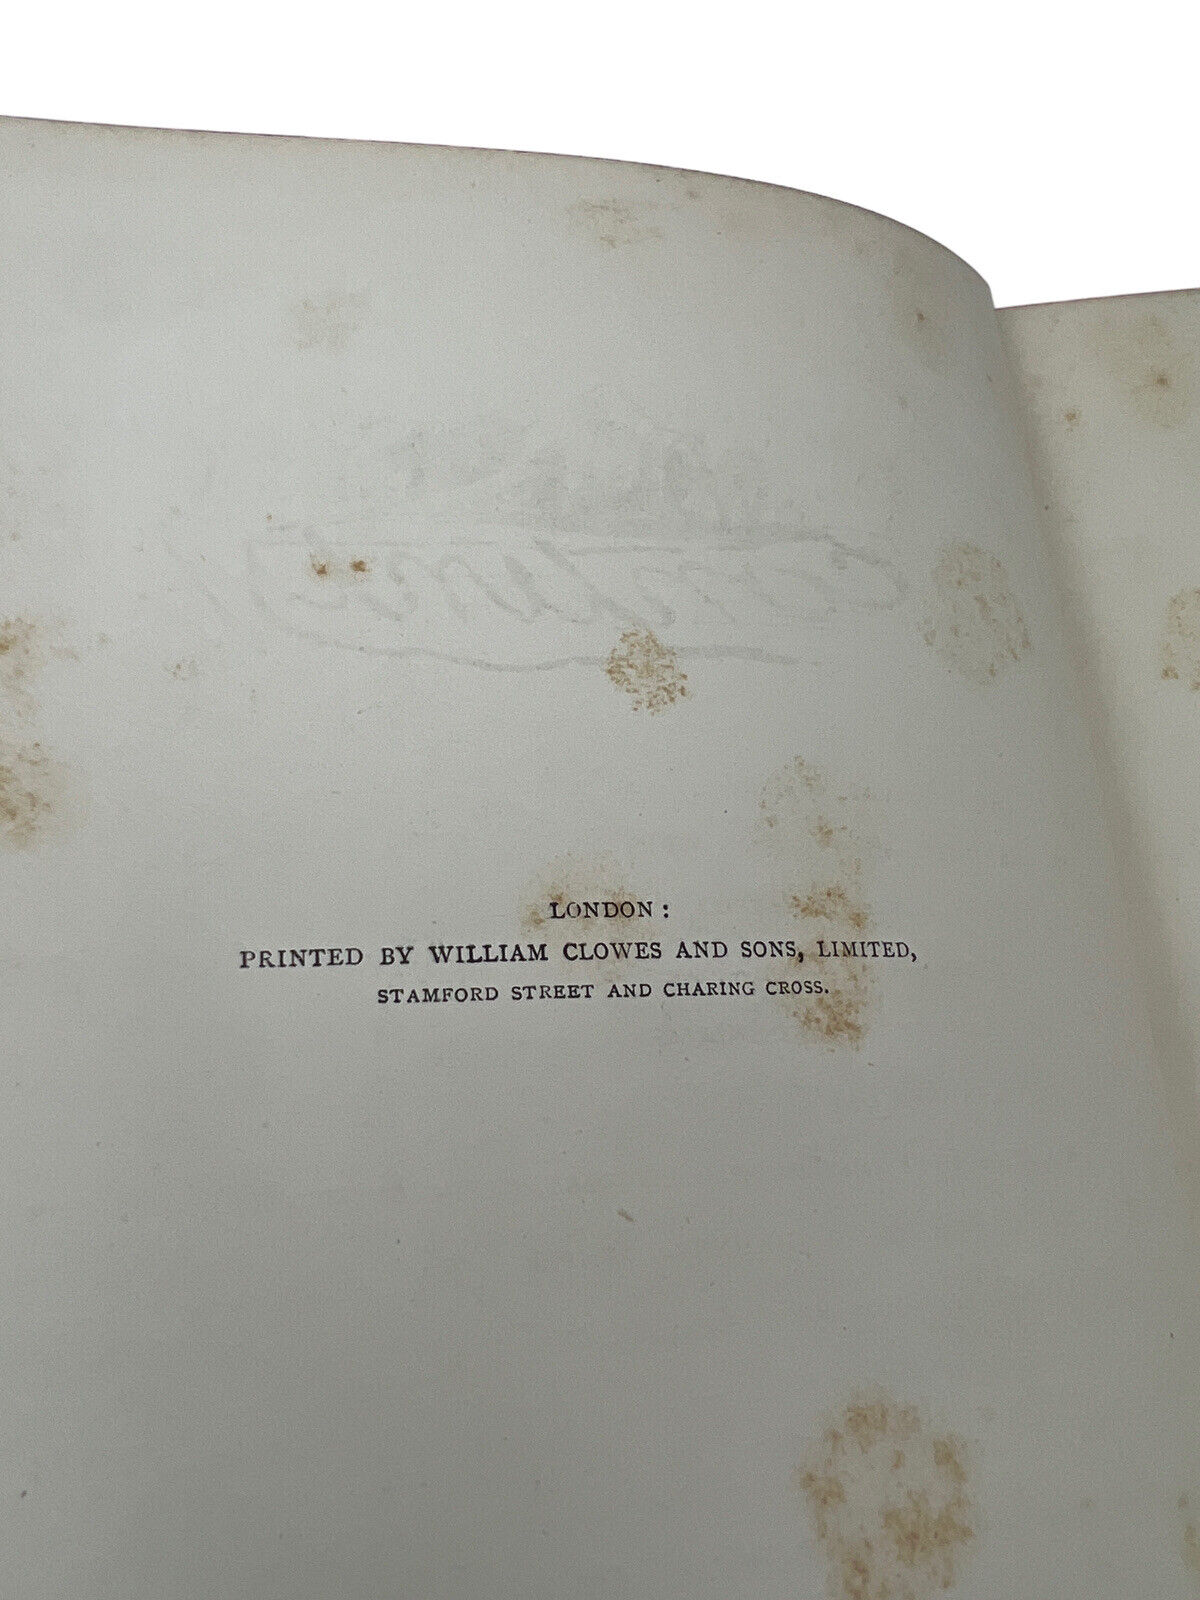 LONDON:
PRINTED BY WILLIAM CLOWES AND SONS, LIMITED,
STAMFORD STREET AND CHARING CROSS.